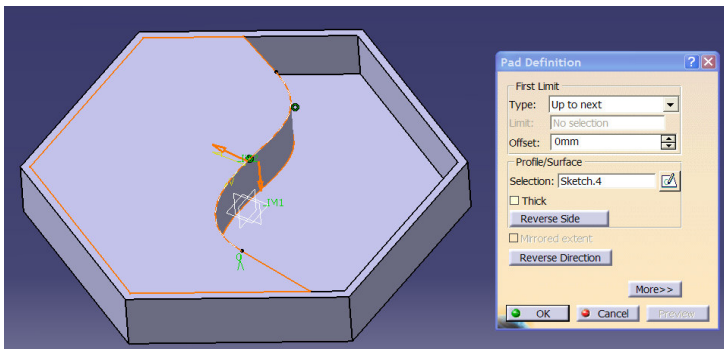 Pad Definition
?
First Limit
Type: Up to next
Limit: No selection
Offset: 0mm
Profile/Surface
Selection: Sketch.4
Thick
Reverse Side
Mirrored extent
Reverse Direction
More>>
OK Cancel Preview
LIM1